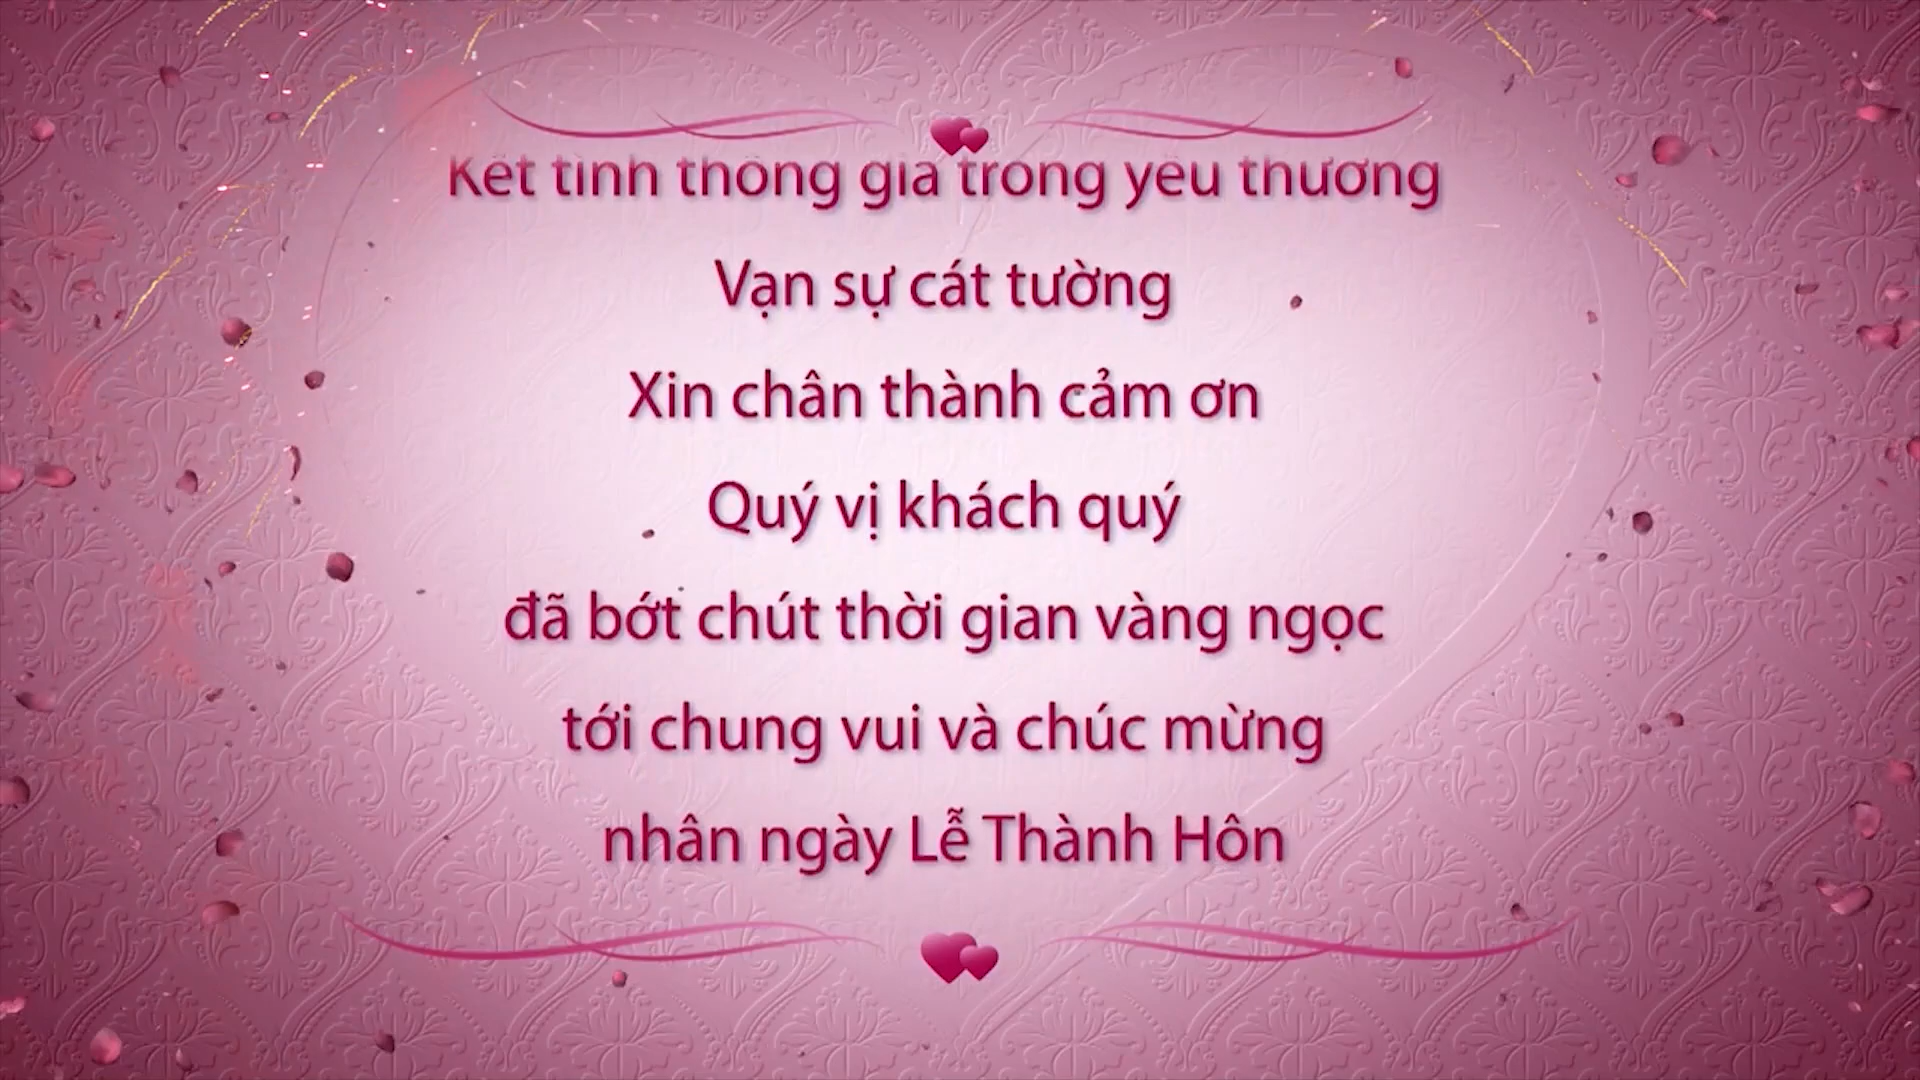 Kết tình thông gia trong yêu thương
Vạn sự cát tường
Xin chân thành cảm ơn
Quý vị khách quý
đã bớt chút thời gian vàng ngọc
tới chung vui và chúc mừng
nhân ngày Lễ Thành Hôn